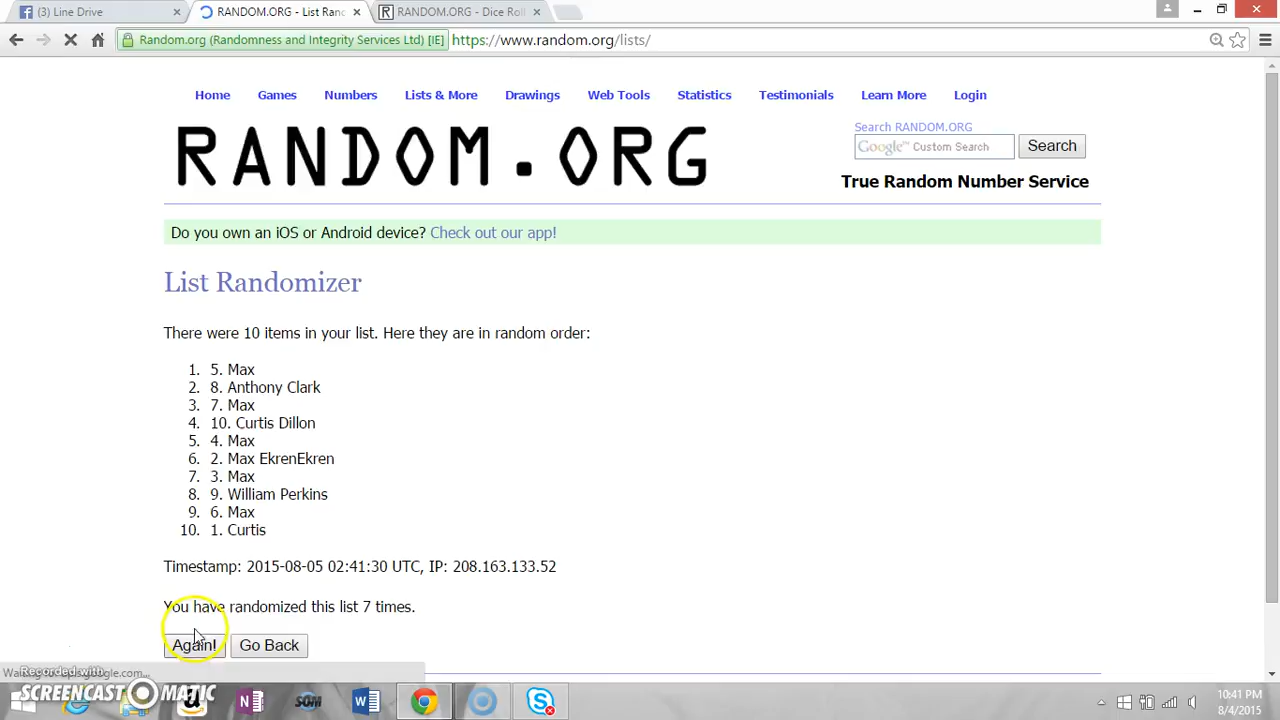 (3) Line Drive
RANDOM.ORG - List Ranc
RANDOM.ORG - Dice Roll
Random.org (Randomness and Integrity Services Ltd) [IE]
https://www.random.org/lists/
Home Games Numbers Lists & More Drawings Web Tools Statistics Testimonials Learn More Login
RANDOM.ORG
Search RANDOM.ORG
Google™ Custom Search
Search
True Random Number Service
Do you own an iOS or Android device? Check out our app!
List Randomizer
There were 10 items in your list. Here they are in random order:
1. 5. Max
2. 8. Anthony Clark
3. 7. Max
4. 10. Curtis Dillon
5. 4. Max
6. 2. Max EkrenEkren
7. 3. Max
8. 9. William Perkins
9. 6. Max
10. 1. Curtis
Timestamp: 2015-08-05 02:41:30 UTC, IP: 208.163.133.52
You have randomized this list 7 times.
Again!
Go Back
Recorded with
SCREENCAST MATIC
10:41 PM
8/4/2015